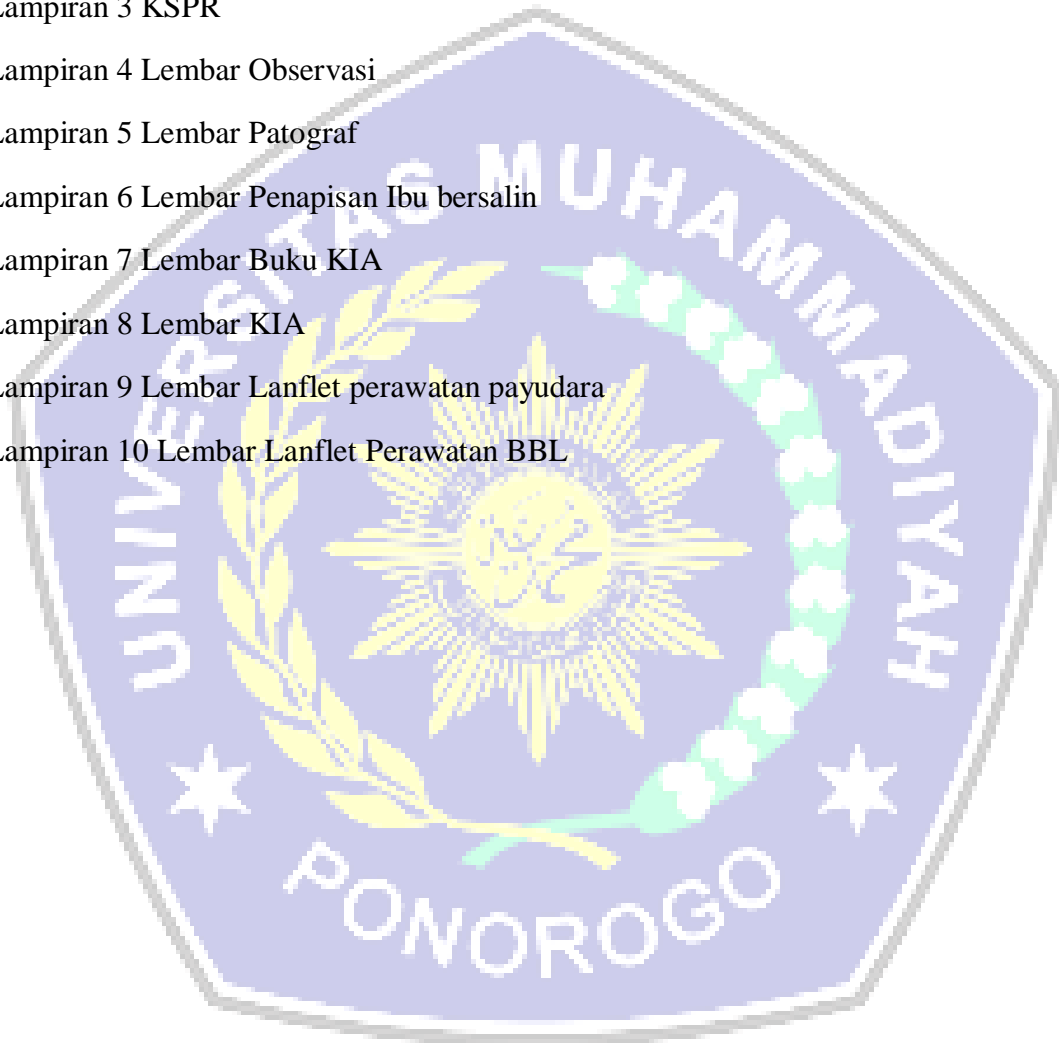 Lampiran 3 KSPR
Lampiran 4 Lembar Observasi
Lampiran 5 Lembar Patograf
Lampiran 6 Lembar Penapisan Ibu bersalin
Lampiran 7 Lembar Buku KIA
Lampiran 8 Lembar KIA
Lampiran 9 Lembar Lanflet perawatan payudara
Lampiran 10 Lembar Lanflet Perawatan BBL
UNIVERSITAS MUHAMMADIYAH
PONOROGO